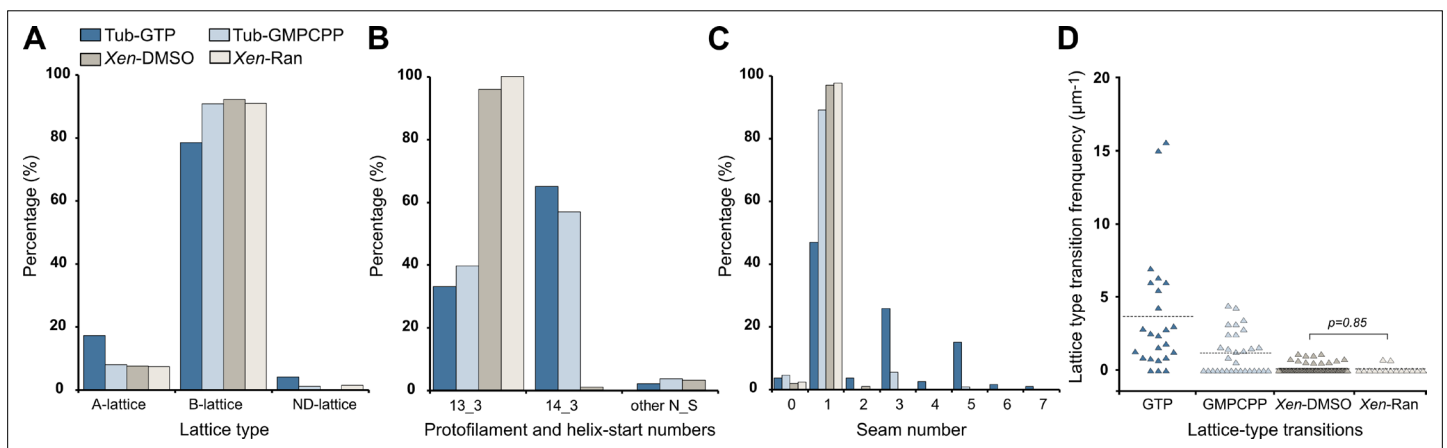 A
Tub-GTP
Tub-GMPCPP
Xen-DMSO
Xen-Ran
Percentage (%)
100
80
60
40
20
0
A-lattice
B-lattice
ND-lattice
Lattice type
B
Percentage (%)
100
80
60
40
20
0
13_3
14_3
other N_S
Protofilament and helix-start numbers
C
Percentage (%)
100
80
60
40
20
0
0 1 2 3 4 5 6 7
Seam number
D
Lattice type transition frenquency (μm-1)
20
15
10
5
0
p=0.85
GTP
GMPCPP
Xen-DMSO
Xen-Ran
Lattice-type transitions